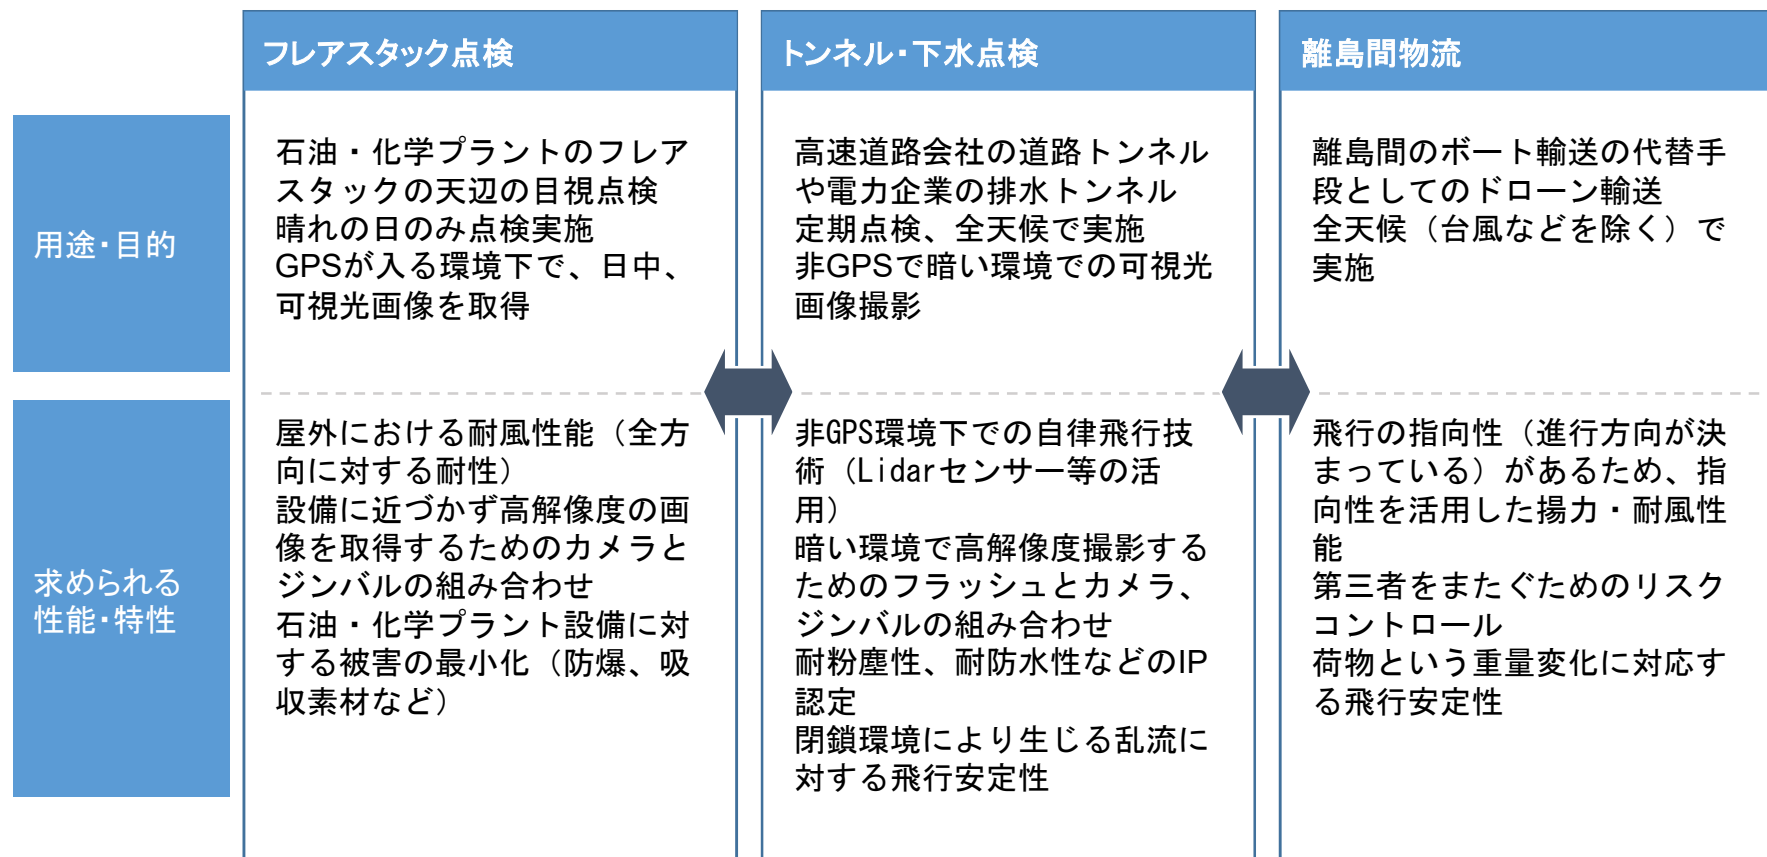 フレアスタック点検
トンネル・下水点検
離島間物流
用途・目的
石油・化学プラントのフレア
スタックの天辺の目視点検
晴れの日のみ点検実施
GPSが入る環境下で、日中、
可視光画像を取得
高速道路会社の道路トンネル
や電力企業の排水トンネル
定期点検、全天候で実施
非GPSで暗い環境での可視光
画像撮影
離島間のボート輸送の代替手
段としてのドローン輸送
全天候（台風などを除く）で
実施
求められる
性能・特性
屋外における耐風性能（全方
向に対する耐性）
設備に近づかず高解像度の画
像を取得するためのカメラと
ジンバルの組み合わせ
石油・化学プラント設備に対
する被害の最小化（防爆、吸
収素材など）
非GPS環境下での自律飛行技
術（Lidarセンサー等の活
用）
暗い環境で高解像度撮影する
ためのフラッシュとカメラ、
ジンバルの組み合わせ
耐粉塵性、耐防水性などのIP
認定
閉鎖環境により生じる乱流に
対する飛行安定性
飛行の指向性（進行方向が決
まっている）があるため、指
向性を活用した揚力・耐風性
能
第三者をまたぐためのリスク
コントロール
荷物という重量変化に対応す
る飛行安定性